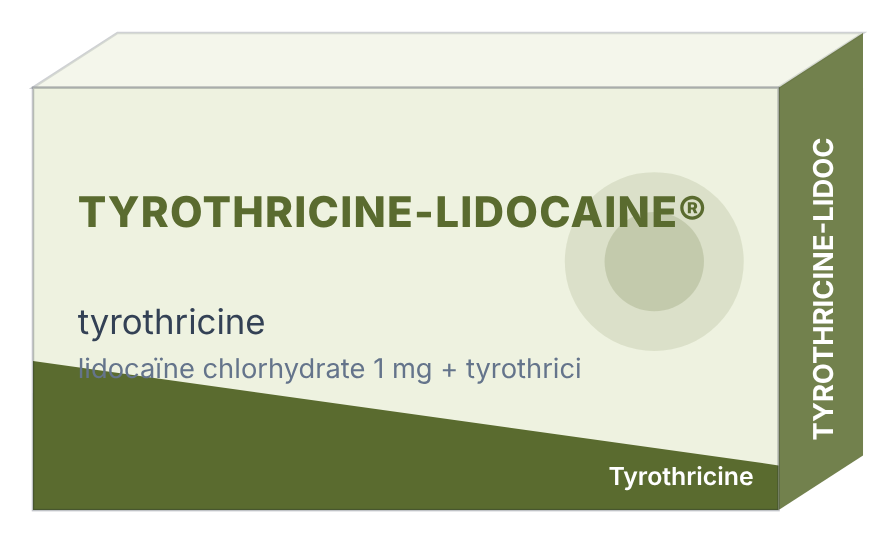 TYROTHRICINE-LIDOCAINE®
tyrothricine
lidocaïne chlorhydrate 1 mg + tyrothrici
Tyrothricine
TYROTHRICINE-LIDOC